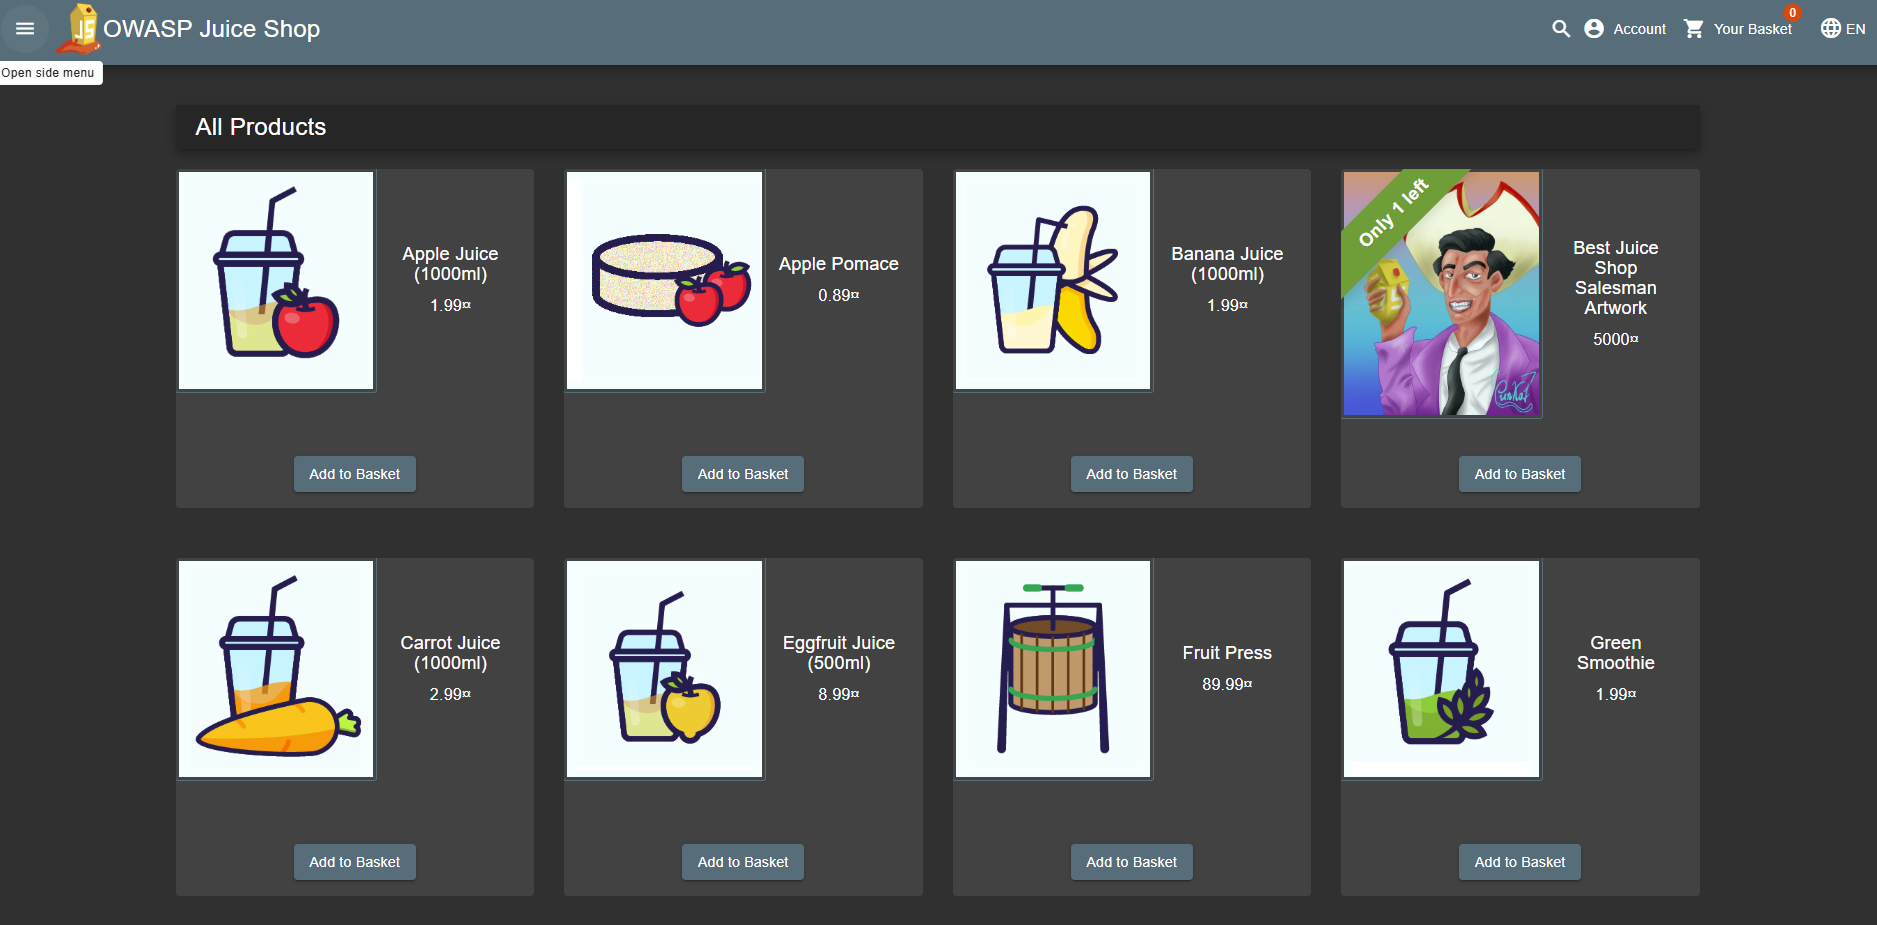 OWASP Juice Shop
Account
0
Your Basket
EN
Open side menu
All Products
Apple Juice
(1000ml)
1.99¤
Add to Basket
Apple Pomace
0.89¤
Add to Basket
Banana Juice
(1000ml)
1.99¤
Add to Basket
Only 1 left
Best Juice
Shop
Salesman
Artwork
5000¤
Add to Basket
Carrot Juice
(1000ml)
2.99¤
Add to Basket
Eggfruit Juice
(500ml)
8.99¤
Add to Basket
Fruit Press
89.99¤
Add to Basket
Green
Smoothie
1.99¤
Add to Basket